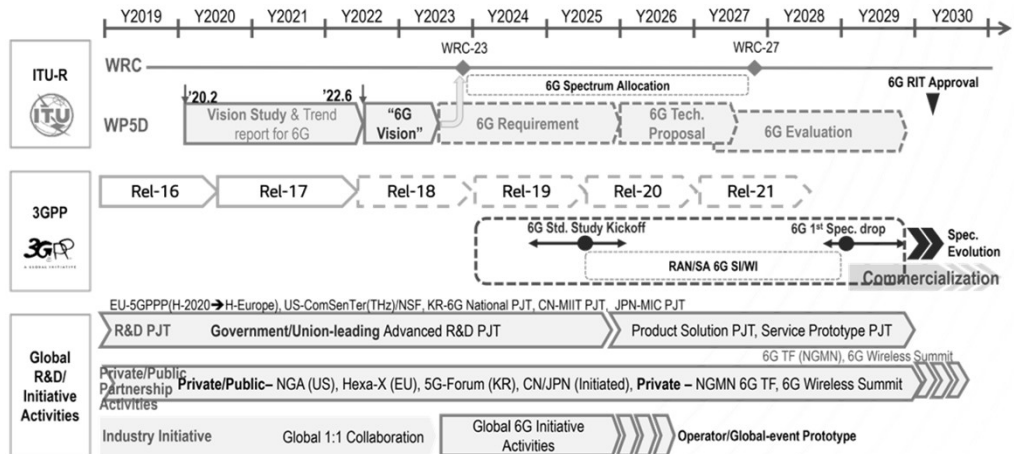 Y2019 Y2020 Y2021 Y2022 Y2023 Y2024 Y2025 Y2026 Y2027 Y2028 Y2029 Y2030
WRC-23 WRC-27
ITU-R
WRC
6G Spectrum Allocation
6G RIT Approval
'20.2 '22.6
ITU
WP5D
Vision Study & Trend
report for 6G
"6G
Vision"
6G Requirement
6G Tech.
Proposal
6G Evaluation
3GPP
Rel-16 Rel-17 Rel-18 Rel-19 Rel-20 Rel-21
6G Std. Study Kickoff
6G 1st Spec. drop
3GPP
A GLOBAL INITIATIVE
Spec.
Evolution
RAN/SA 6G SI/WI
Commercialization
EU-5GPPP(H-2020➔H-Europe), US-ComSenTer(THz)/NSF, KR-6G National PJT, CN-MIIT PJT, JPN-MIC PJT
Global
R&D/
Initiative
Activities
R&D PJT
Government/Union-leading Advanced R&D PJT
Product Solution PJT, Service Prototype PJT
6G TF (NGMN), 6G Wireless Summit
Private/Public
Partnership
Activities
Private/Public– NGA (US), Hexa-X (EU), 5G-Forum (KR), CN/JPN (Initiated), Private – NGMN 6G TF, 6G Wireless Summit
Industry Initiative
Global 1:1 Collaboration
Global 6G Initiative
Activities
Operator/Global-event Prototype